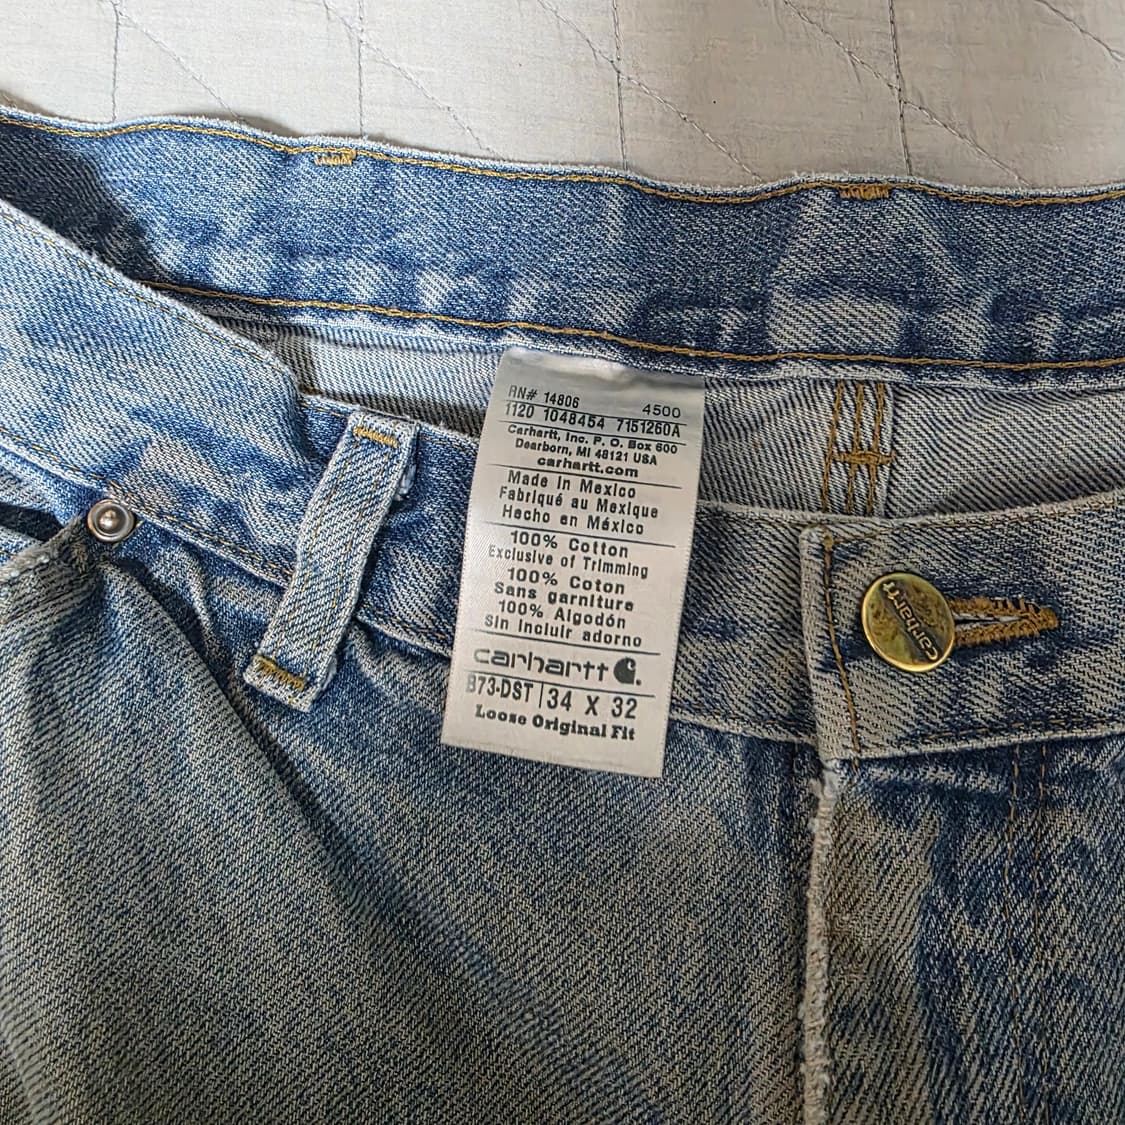 RN# 14806 4500
1120 1048454 7151260A
Carhartt, Inc. P. O. Box 600
Dearborn, MI 48121 USA
carhartt.com
Made in Mexico
Fabriqué au Mexique
Hecho en México
100% Cotton
Exclusive of Trimming
100% Coton
Sans garniture
100% Algodón
Sin incluir adorno
carhartt
B73-DST 34 X 32
Loose Original Fit
carhartt